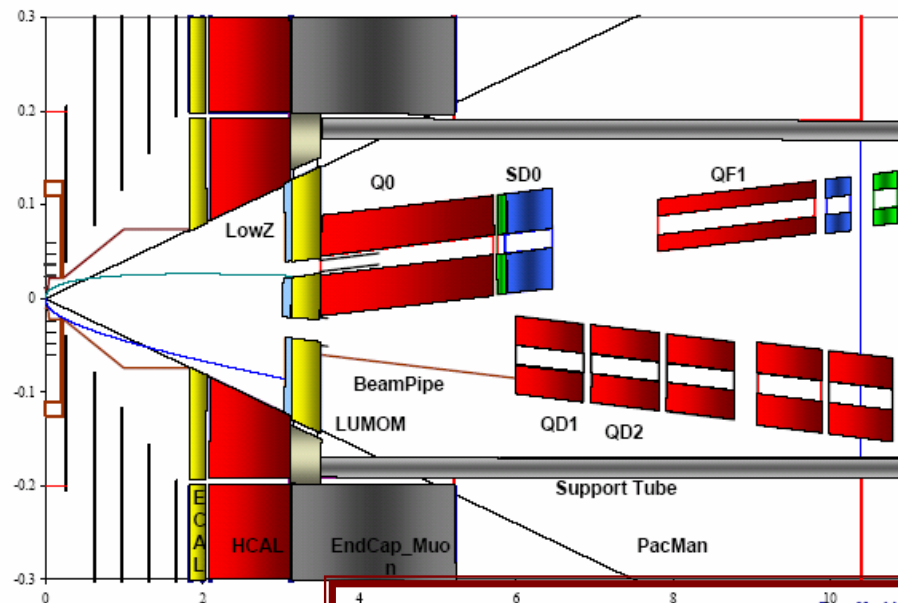 0.3
0.2
0.1
0
-0.1
-0.2
-0.3
Q0
SD0
QF1
LowZ
BeamPipe
LUMOM
QD1
QD2
Support Tube
E
C
A
L
HCAL
EndCap_Muo
n
PacMan
0
2
4
6
8
10